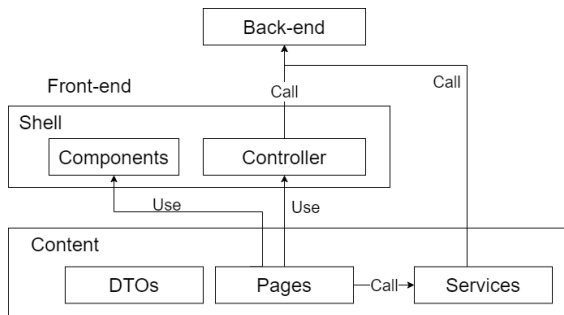 Back-end
Front-end
Call
Call
Shell
Components
Controller
Use
Use
Content
DTOs
Pages
Call
Services